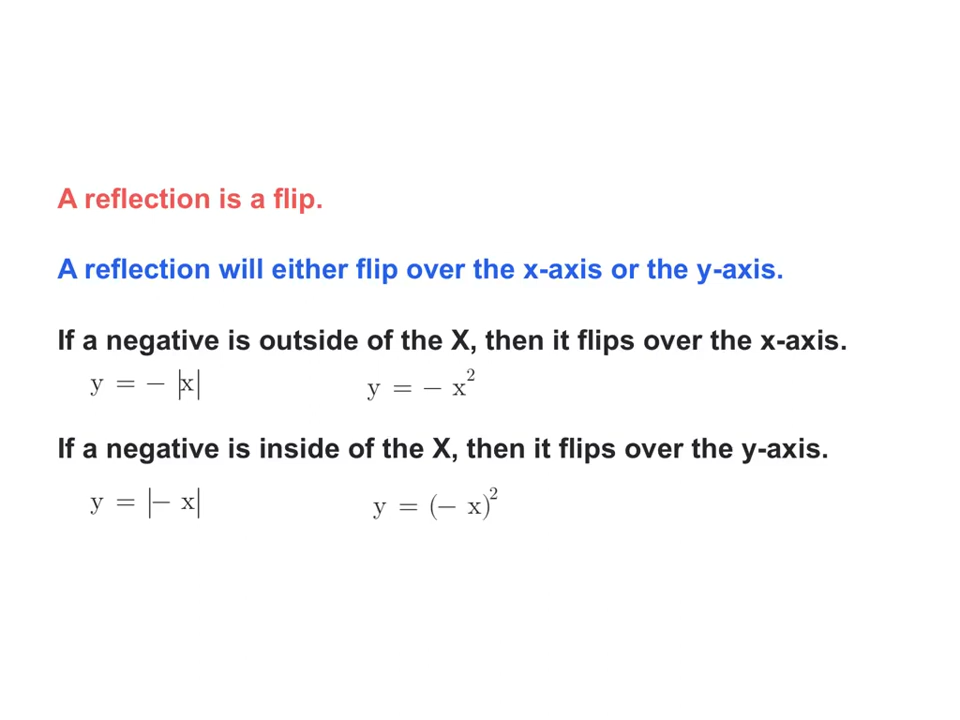 A reflection is a flip.
A reflection will either flip over the x-axis or the y-axis.
If a negative is outside of the X, then it flips over the x-axis.
y = − |x| y = − x²
If a negative is inside of the X, then it flips over the y-axis.
y = |− x| y = (− x)²